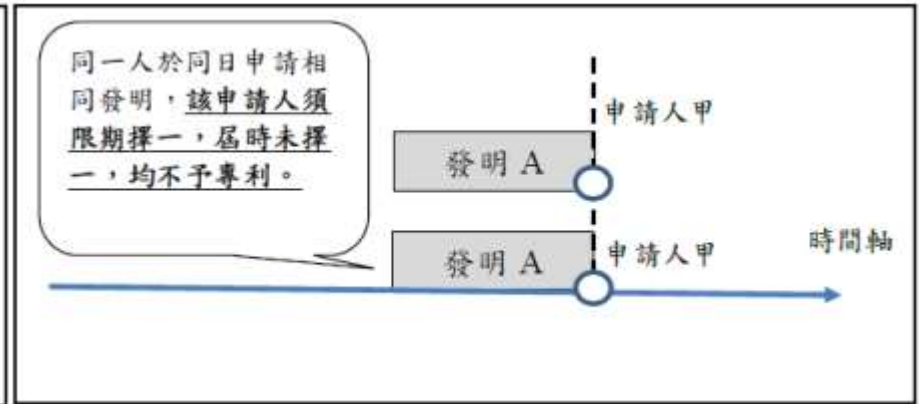 同一人於同日申請相
同發明，該申請人須
限期擇一，屆時未擇
一，均不予專利。
申請人甲
發明 A
申請人甲
發明 A
時間軸